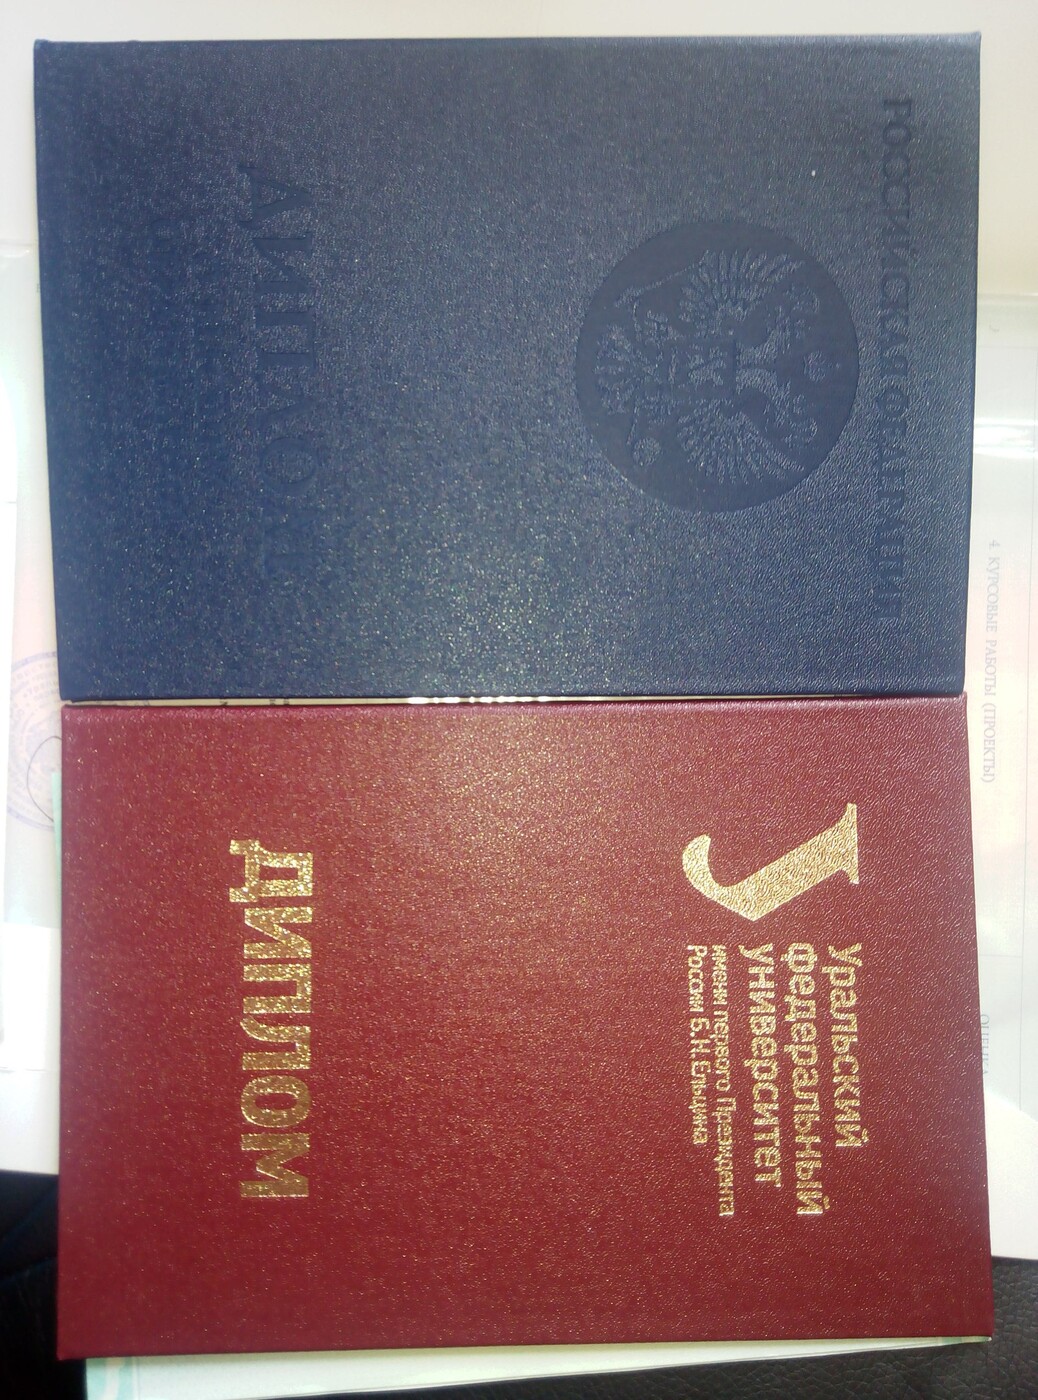 РОССИЙСКАЯ ФЕДЕРАЦИЯ
ДИПЛОМ
У
Уральский
федеральный
университет
имени первого Президента
России Б.Н.Ельцина
ДИПЛОМ
4. КУРСОВЫЕ РАБОТЫ (ПРОЕКТЫ)